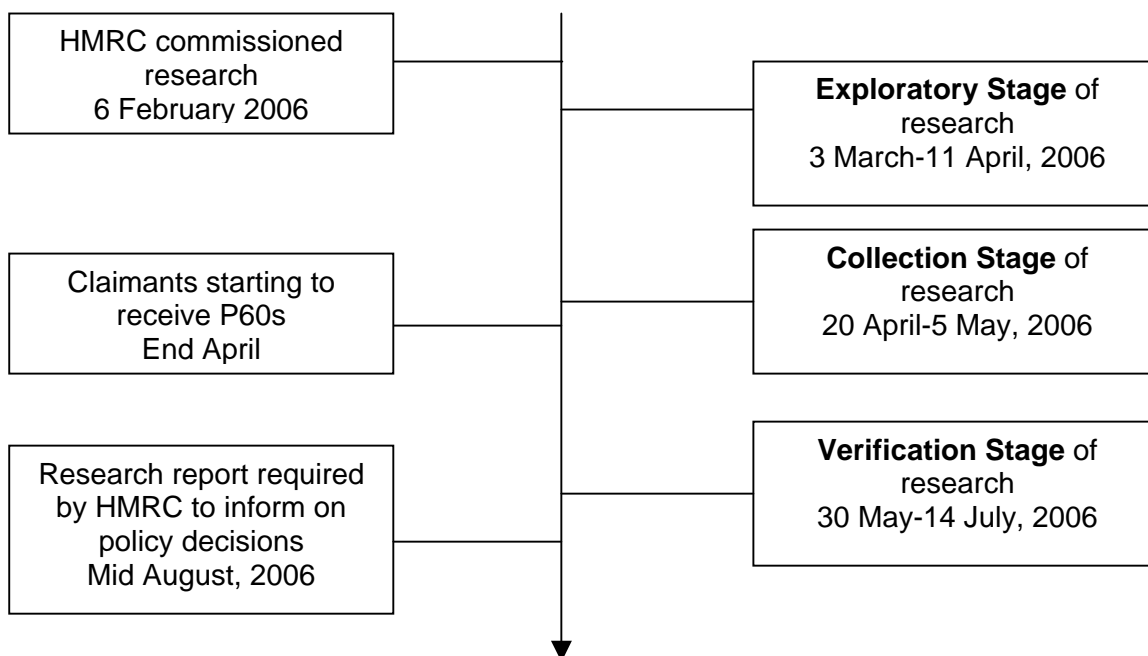 HMRC commissioned
research
6 February 2006
Exploratory Stage of
research
3 March-11 April, 2006
Claimants starting to
receive P60s
End April
Collection Stage of
research
20 April-5 May, 2006
Research report required
by HMRC to inform on
policy decisions
Mid August, 2006
Verification Stage of
research
30 May-14 July, 2006